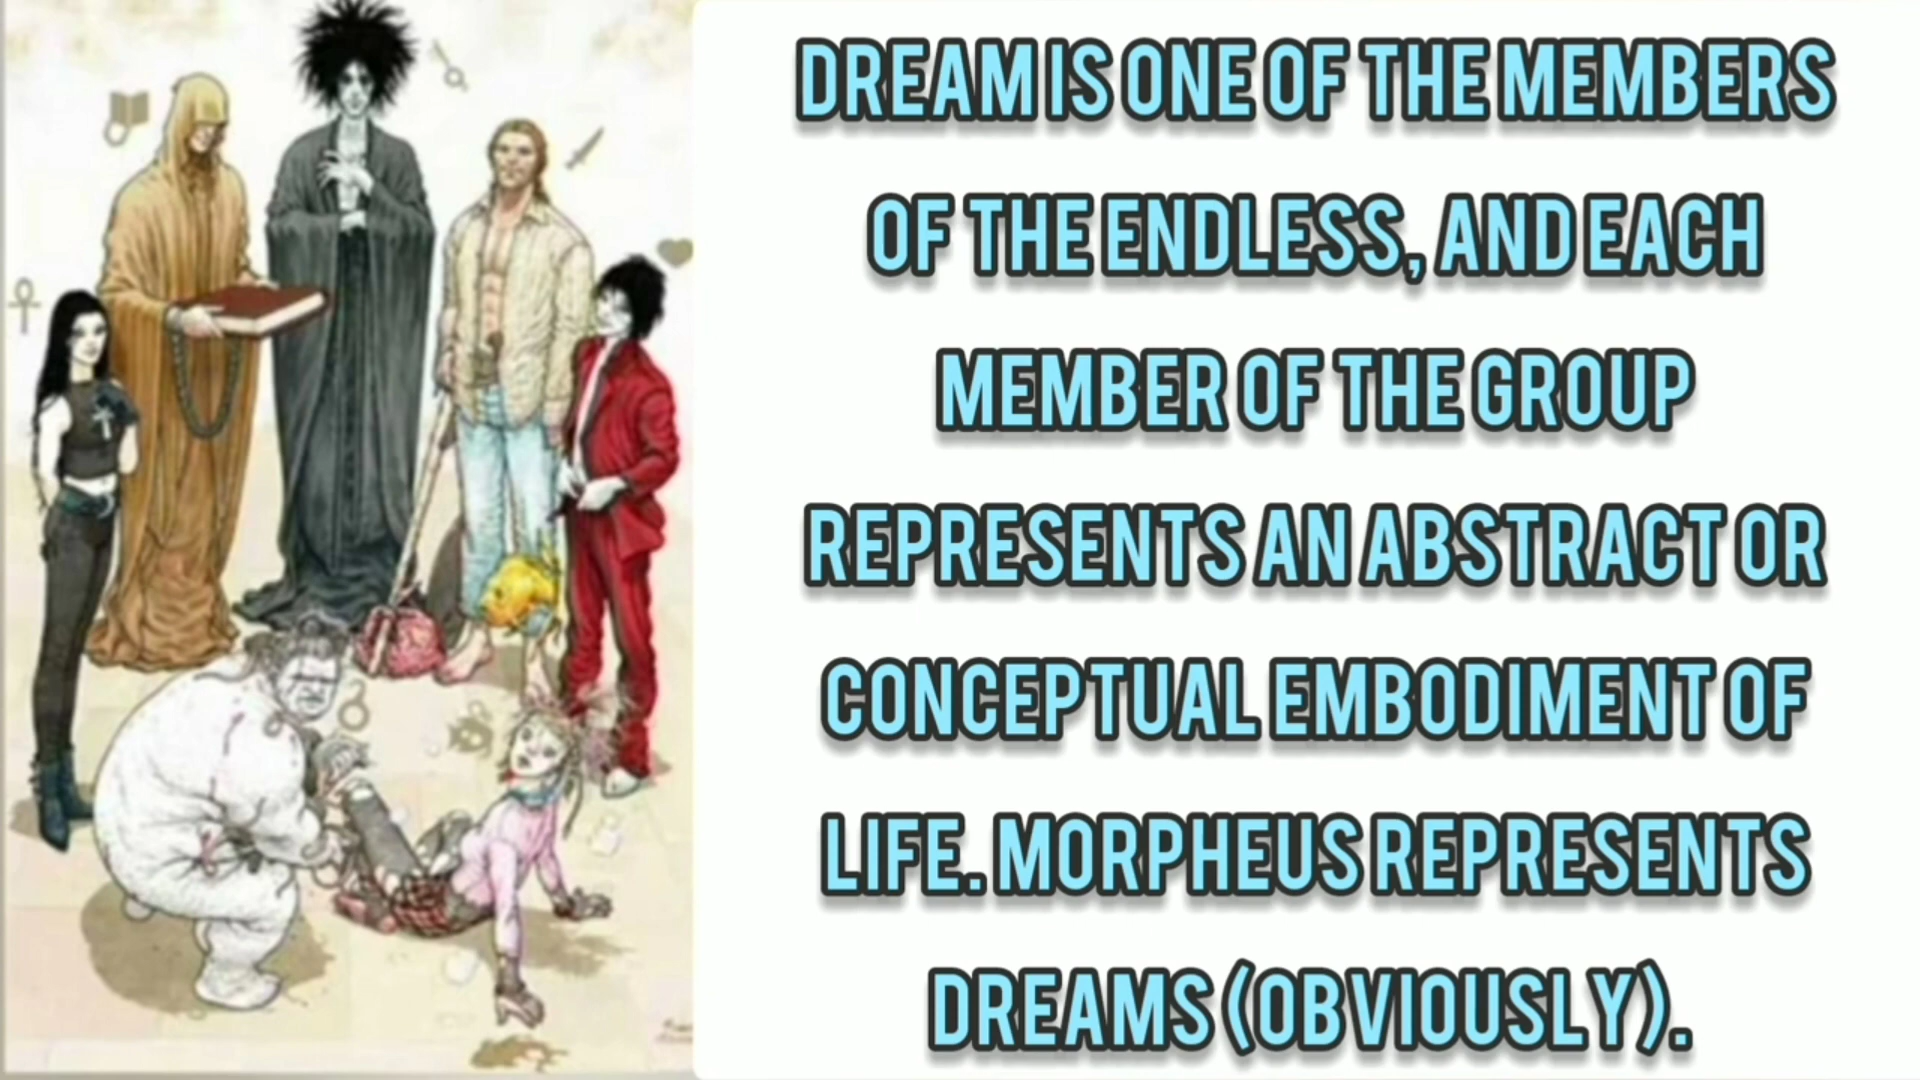 DREAM IS ONE OF THE MEMBERS
OF THE ENDLESS, AND EACH
MEMBER OF THE GROUP
REPRESENTS AN ABSTRACT OR
CONCEPTUAL EMBODIMENT OF
LIFE. MORPHEUS REPRESENTS
DREAMS (OBVIOUSLY).